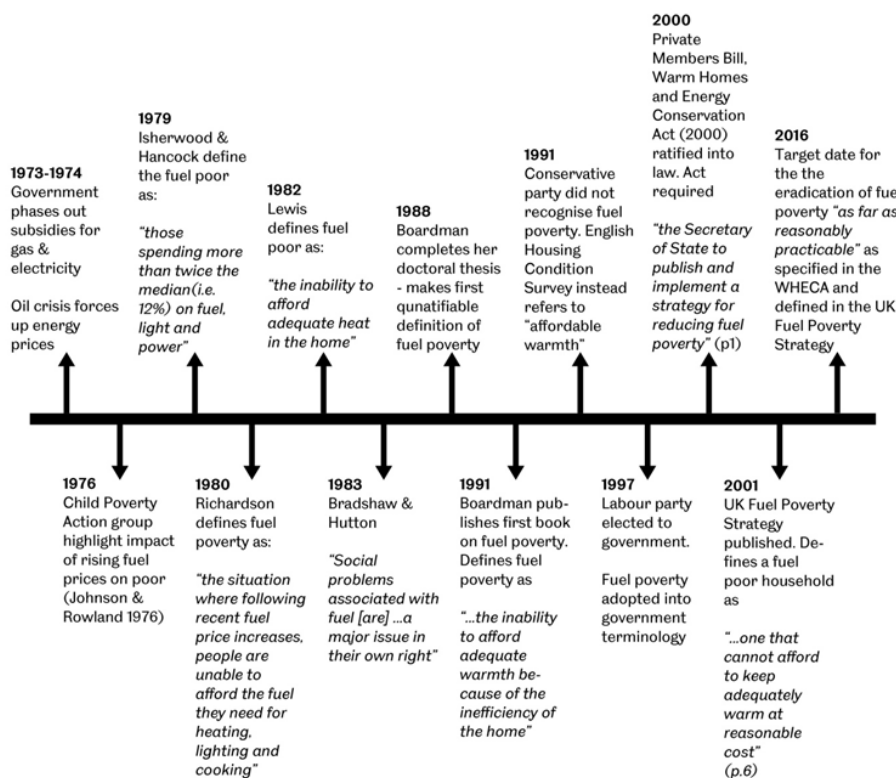 1973-1974
Government
phases out
subsidies for
gas &
electricity
Oil crisis forces
up energy
prices
1979
Isherwood &
Hancock define
the fuel poor
as:
“those
spending more
than twice the
median(i.e.
12%) on fuel,
light and
power”
1982
Lewis
defines fuel
poor as:
“the inability to
afford
adequate heat
in the home”
1988
Boardman
completes her
doctoral thesis
- makes first
qunatifiable
definition of
fuel poverty
1991
Conservative
party did not
recognise fuel
poverty. English
Housing
Condition
Survey instead
refers to
“affordable
warmth”
2000
Private
Members Bill,
Warm Homes
and Energy
Conservation
Act (2000)
ratified into
law. Act
required
“the Secretary
of State to
publish and
implement a
strategy for
reducing fuel
poverty” (p1)
2016
Target date for
the the
eradication of fuel
poverty “as far as
reasonably
practicable” as
specified in the
WHECA and
defined in the UK
Fuel Poverty
Strategy
1976
Child Poverty
Action group
highlight impact
of rising fuel
prices on poor
(Johnson &
Rowland 1976)
1980
Richardson
defines fuel
poverty as:
“the situation
where following
recent fuel
price increases,
people are
unable to
afford the fuel
they need for
heating,
lighting and
cooking”
1983
Bradshaw &
Hutton
“Social
problems
associated with
fuel [are] ...a
major issue in
their own right”
1991
Boardman pub-
lishes first book
on fuel poverty.
Defines fuel
poverty as
“...the inability
to afford
adequate
warmth be-
cause of the
inefficiency of
the home”
1997
Labour party
elected to
government.
Fuel poverty
adopted into
government
terminology
2001
UK Fuel Poverty
Strategy
published. De-
fines a fuel
poor household
as
“...one that
cannot afford
to keep
adequately
warm at
reasonable
cost”
(p.6)